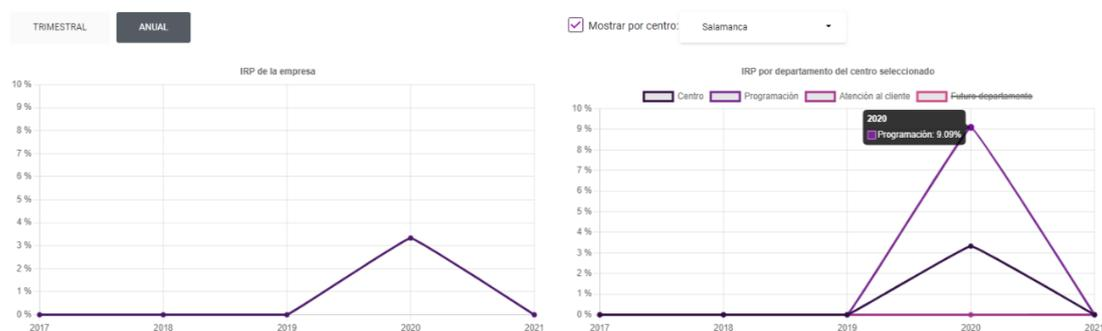 TRIMESTRAL ANUAL
Mostrar por centro: Salamanca
IRP de la empresa
10 %
9 %
8 %
7 %
6 %
5 %
4 %
3 %
2 %
1 %
0 %
2017 2018 2019 2020 2021
IRP por departamento del centro seleccionado
Centro Programación Atención al cliente Futuro departamento
10 %
9 %
8 %
7 %
6 %
5 %
4 %
3 %
2 %
1 %
0 %
2020
Programación: 9.09%
2017 2018 2019 2020 2021